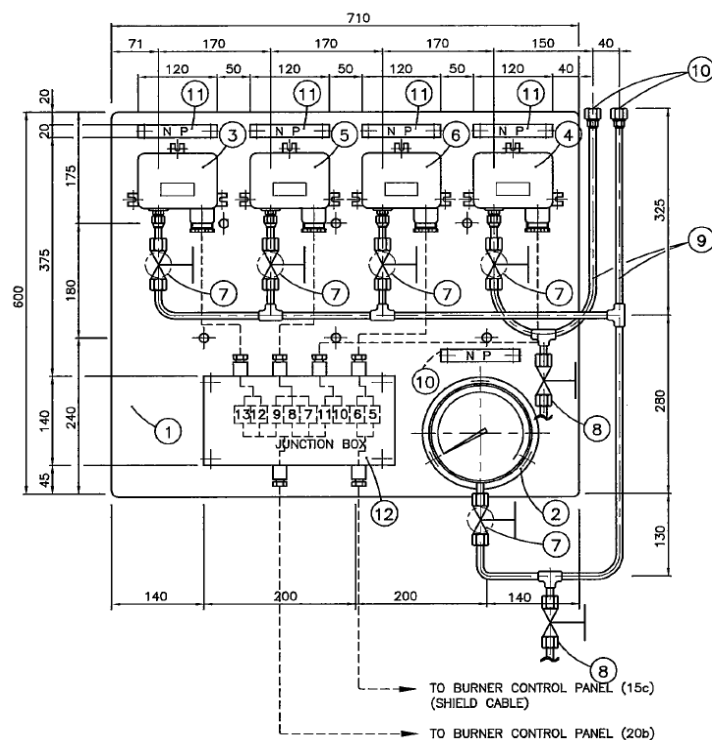 710
71 170 170 170 150 40
120 50 120 50 120 50 120 40
20
20
11 11 11 11 10
N P N P N P N P
3 5 6 4
175
375
180
600
325
9
7 7 7 7
N P
10
280
240
140
45
1
13 12 9 8 7 11 10 6 5
JUNCTION BOX
8
12
2
7
130
140 200 200 140
8
TO BURNER CONTROL PANEL (15c)
(SHIELD CABLE)
TO BURNER CONTROL PANEL (20b)